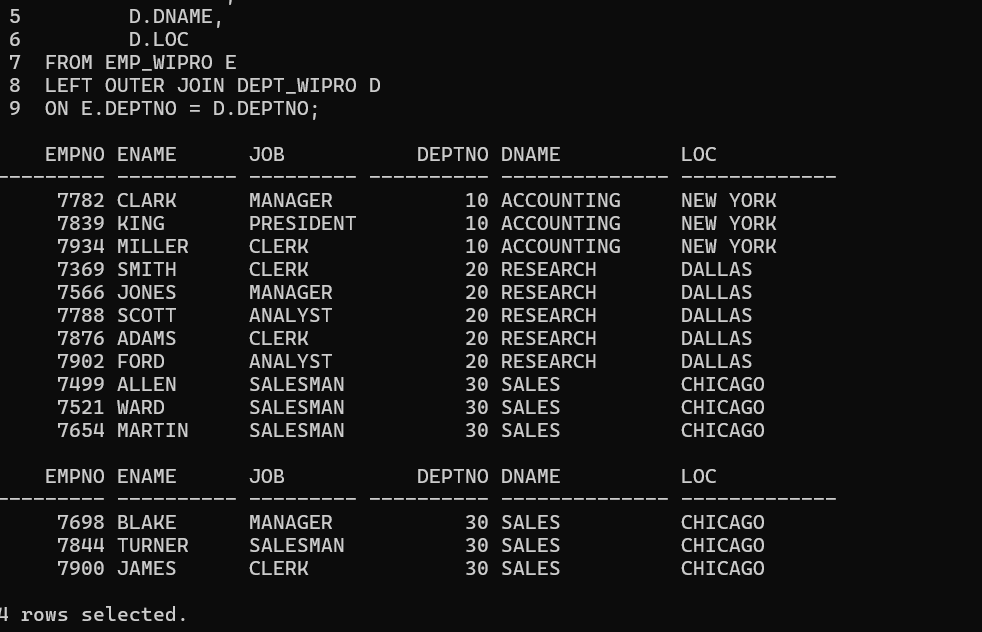 5         D.DNAME,
6         D.LOC
7  FROM EMP_WIPRO E
8  LEFT OUTER JOIN DEPT_WIPRO D
9  ON E.DEPTNO = D.DEPTNO;
EMPNO ENAME      JOB           DEPTNO DNAME          LOC
--------- ---------- --------- ---------- -------------- -------------
7782 CLARK      MANAGER           10 ACCOUNTING     NEW YORK
7839 KING       PRESIDENT         10 ACCOUNTING     NEW YORK
7934 MILLER     CLERK             10 ACCOUNTING     NEW YORK
7369 SMITH      CLERK             20 RESEARCH       DALLAS
7566 JONES      MANAGER           20 RESEARCH       DALLAS
7788 SCOTT      ANALYST           20 RESEARCH       DALLAS
7876 ADAMS      CLERK             20 RESEARCH       DALLAS
7902 FORD       ANALYST           20 RESEARCH       DALLAS
7499 ALLEN      SALESMAN          30 SALES          CHICAGO
7521 WARD       SALESMAN          30 SALES          CHICAGO
7654 MARTIN     SALESMAN          30 SALES          CHICAGO
EMPNO ENAME      JOB           DEPTNO DNAME          LOC
--------- ---------- --------- ---------- -------------- -------------
7698 BLAKE      MANAGER           30 SALES          CHICAGO
7844 TURNER     SALESMAN          30 SALES          CHICAGO
7900 JAMES      CLERK             30 SALES          CHICAGO
4 rows selected.